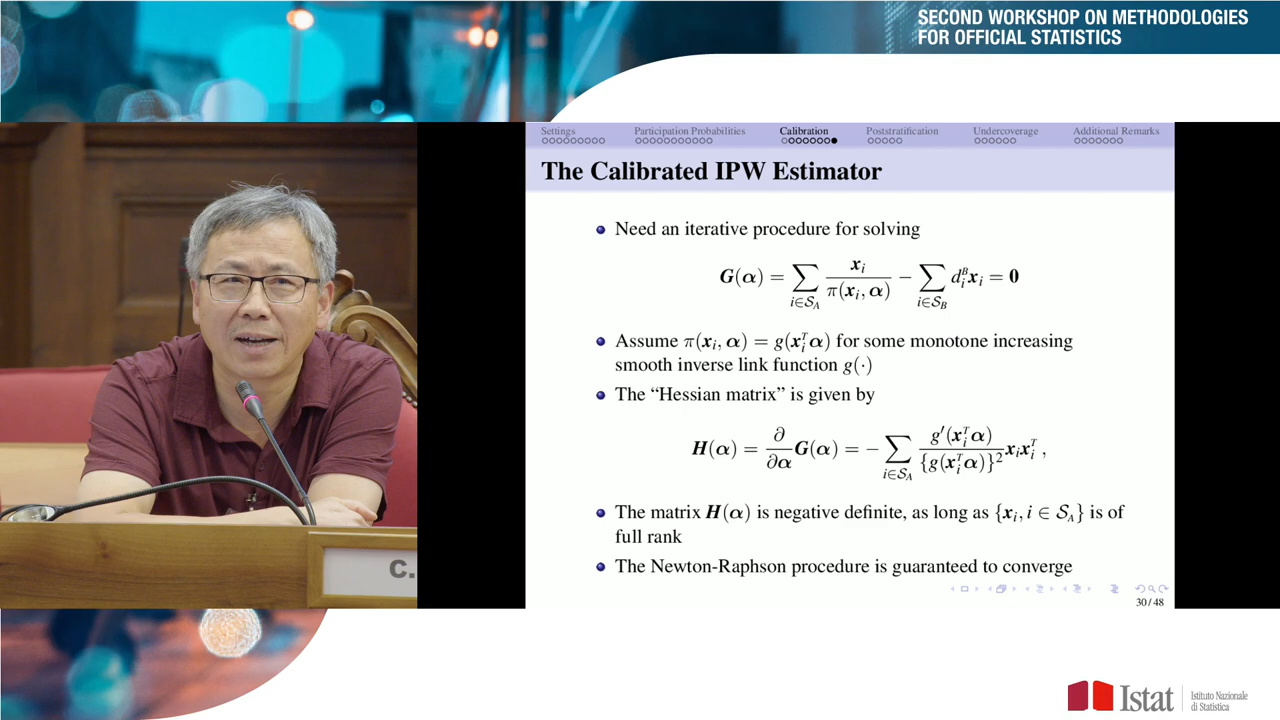 SECOND WORKSHOP ON METHODOLOGIES
FOR OFFICIAL STATISTICS
Settings Participation Probabilities Calibration Poststratification Undercoverage Additional Remarks
The Calibrated IPW Estimator
Need an iterative procedure for solving
G(α) = ∑_{i∈S_A} x_i / π(x_i, α) − ∑_{i∈S_B} d_i^B x_i = 0
Assume π(x_i, α) = g(x_i^T α) for some monotone increasing
smooth inverse link function g(·)
The “Hessian matrix” is given by
H(α) = ∂/∂α G(α) = − ∑_{i∈S_A} g′(x_i^T α) / {g(x_i^T α)}² x_i x_i^T ,
The matrix H(α) is negative definite, as long as {x_i, i ∈ S_A} is of
full rank
The Newton-Raphson procedure is guaranteed to converge
30 / 48
C.
Istat
Istituto Nazionale
di Statistica